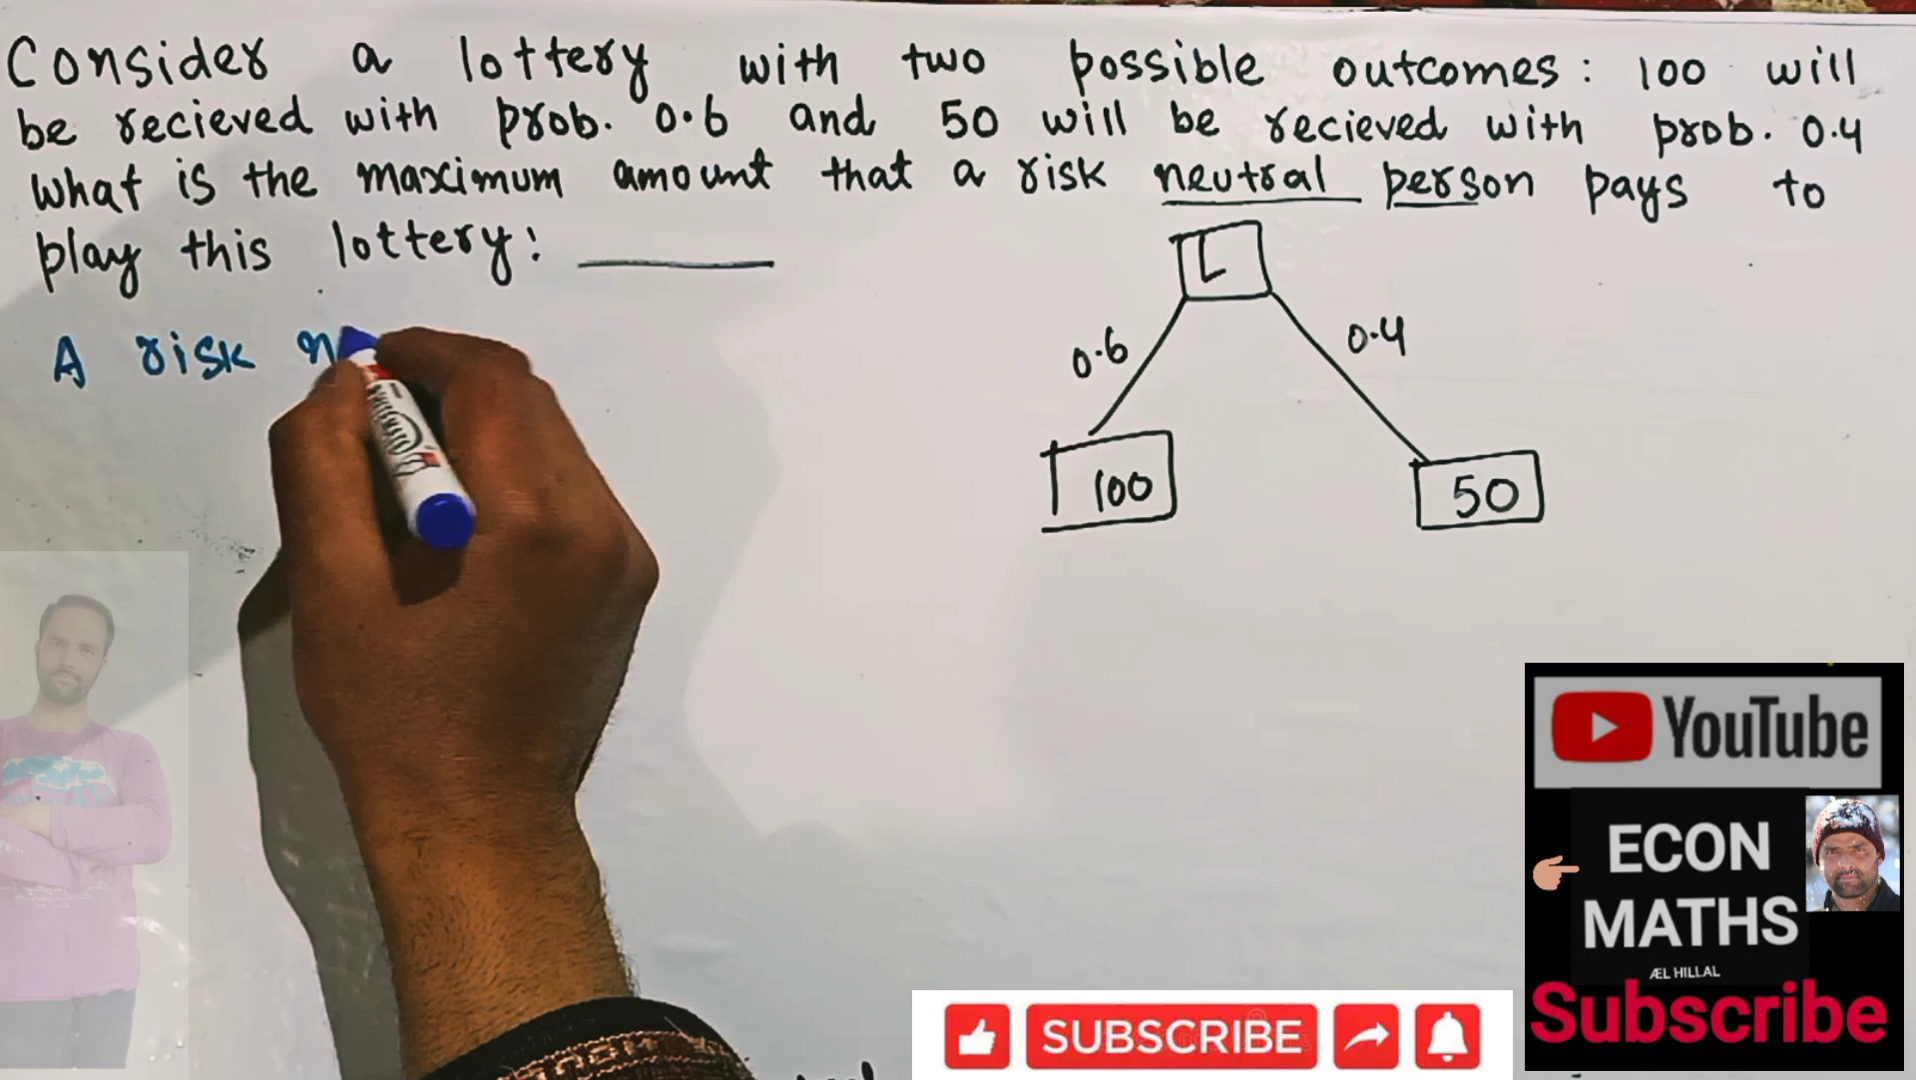 Consider a lottery with two possible outcomes: 100 will
be recieved with prob. 0.6 and 50 will be recieved with prob. 0.4
what is the maximum amount that a risk neutral person pays to
play this lottery: ________
L
0.6
0.4
100
50
A risk n
YouTube
ECON
MATHS
ÆL HILLAL
Subscribe
SUBSCRIBE